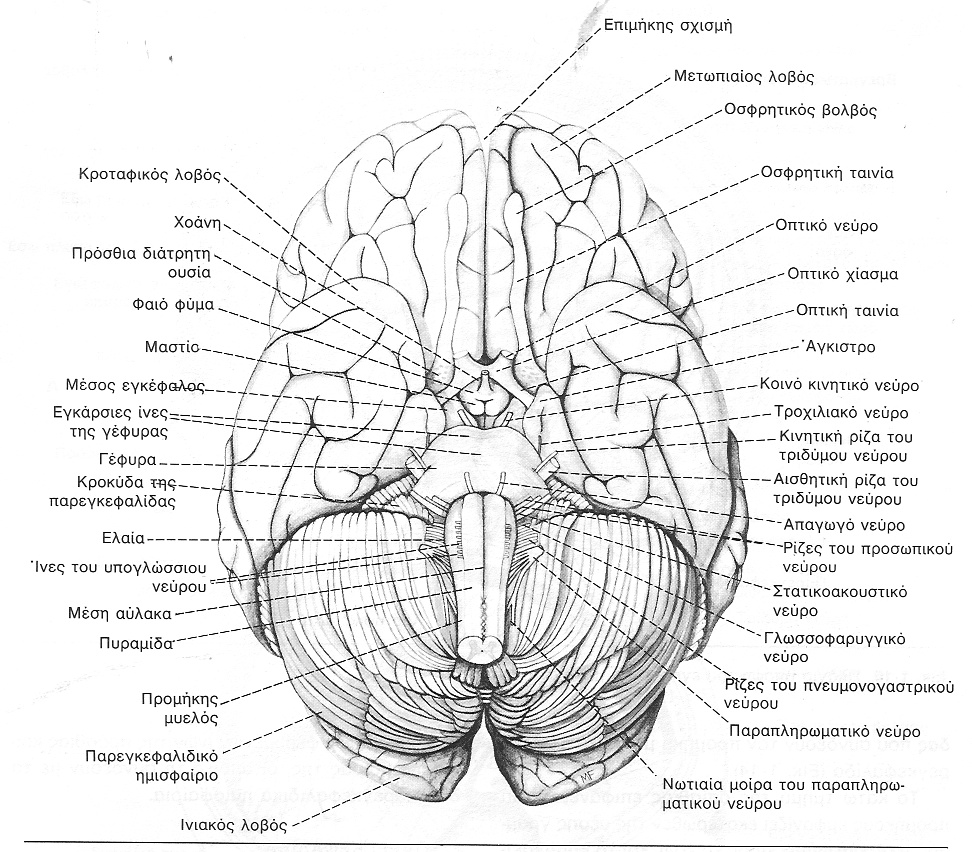 Επιμήκης σχισμή
Μετωπιαίος λοβός
Οσφρητικός βολβός
Οσφρητική ταινία
Οπτικό νεύρο
Οπτικό χίασμα
Οπτική ταινία
Ἁγκιστρο
Κοινό κινητικό νεύρο
Τροχιλιακό νεύρο
Κινητική ρίζα του
τριδύμου νεύρου
Αισθητική ρίζα του
τριδύμου νεύρου
Απαγωγό νεύρο
Ρίζες του προσωπικού
νεύρου
Στατικοακουστικό
νεύρο
Γλωσσοφαρυγγικό
νεύρο
Ρίζες του πνευμονογαστρικού
νεύρου
Παραπληρωματικό νεύρο
Νωτιαία μοίρα του παραπληρω-
ματικού νεύρου
Κροταφικός λοβός
Χοάνη
Πρόσθια διάτρητη
ουσία
Φαιό φύμα
Μαστίο
Μέσος εγκέφαλος
Εγκάρσιες ίνες
της γέφυρας
Γέφυρα
Κροκύδα της
παρεγκεφαλίδας
Ελαία
Ἱνες του υπογλώσσιου
νεύρου
Μέση αύλακα
Πυραμίδα
Προμήκης
μυελός
Παρεγκεφαλιδικό
ημισφαίριο
Ινιακός λοβός
MF